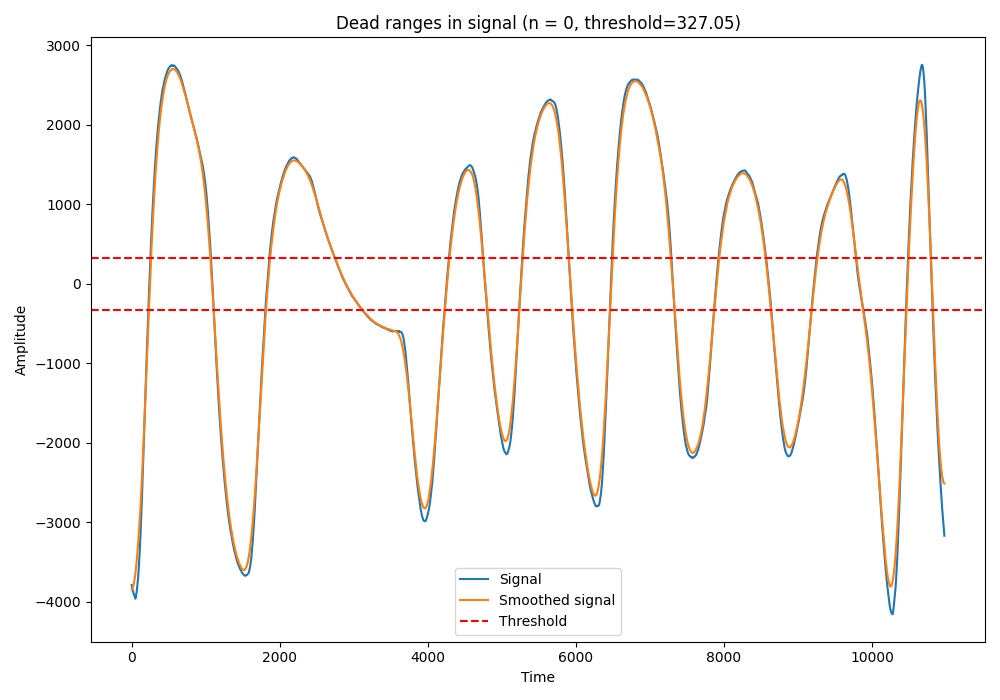 Dead ranges in signal (n = 0, threshold=327.05)
3000
2000
1000
0
−1000
−2000
−3000
−4000
Amplitude
Signal
Smoothed signal
Threshold
0 2000 4000 6000 8000 10000
Time